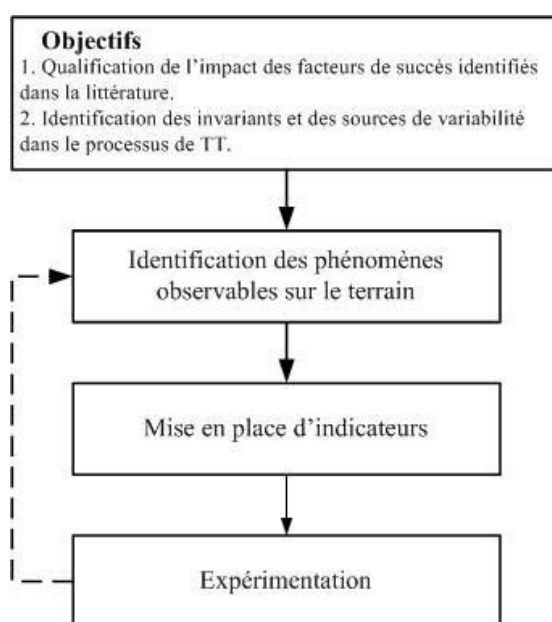 Objectifs
1. Qualification de l'impact des facteurs de succès identifiés
dans la littérature.
2. Identification des invariants et des sources de variabilité
dans le processus de TT.
Identification des phénomènes
observables sur le terrain
Mise en place d'indicateurs
Expérimentation